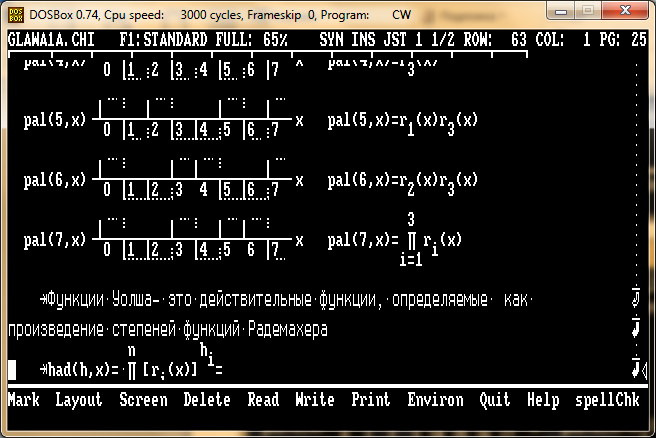 DOSBox 0.74, Cpu speed: 3000 cycles, Frameskip 0, Program: CW
GLAWA1A.CHI F1:STANDARD FULL: 65% SYN INS JST 1 1/2 ROW: 63 COL: 1 PG: 25
0 1 2 3 4 5 6 7 3
pal(5,x) x pal(5,x)=r₁(x)r₃(x)
0 1 2 3 4 5 6 7
pal(6,x) x pal(6,x)=r₂(x)r₃(x)
0 1 2 3 4 5 6 7
3
pal(7,x) x pal(7,x)= ∏ rᵢ(x)
0 1 2 3 4 5 6 7 i=1
Функции Уолша- это действительные функции, определяемые как
произведение степеней функций Радемахера
n hᵢ
had(h,x)= ∏ [rᵢ(x)] =
Mark Layout Screen Delete Read Write Print Environ Quit Help spellChk